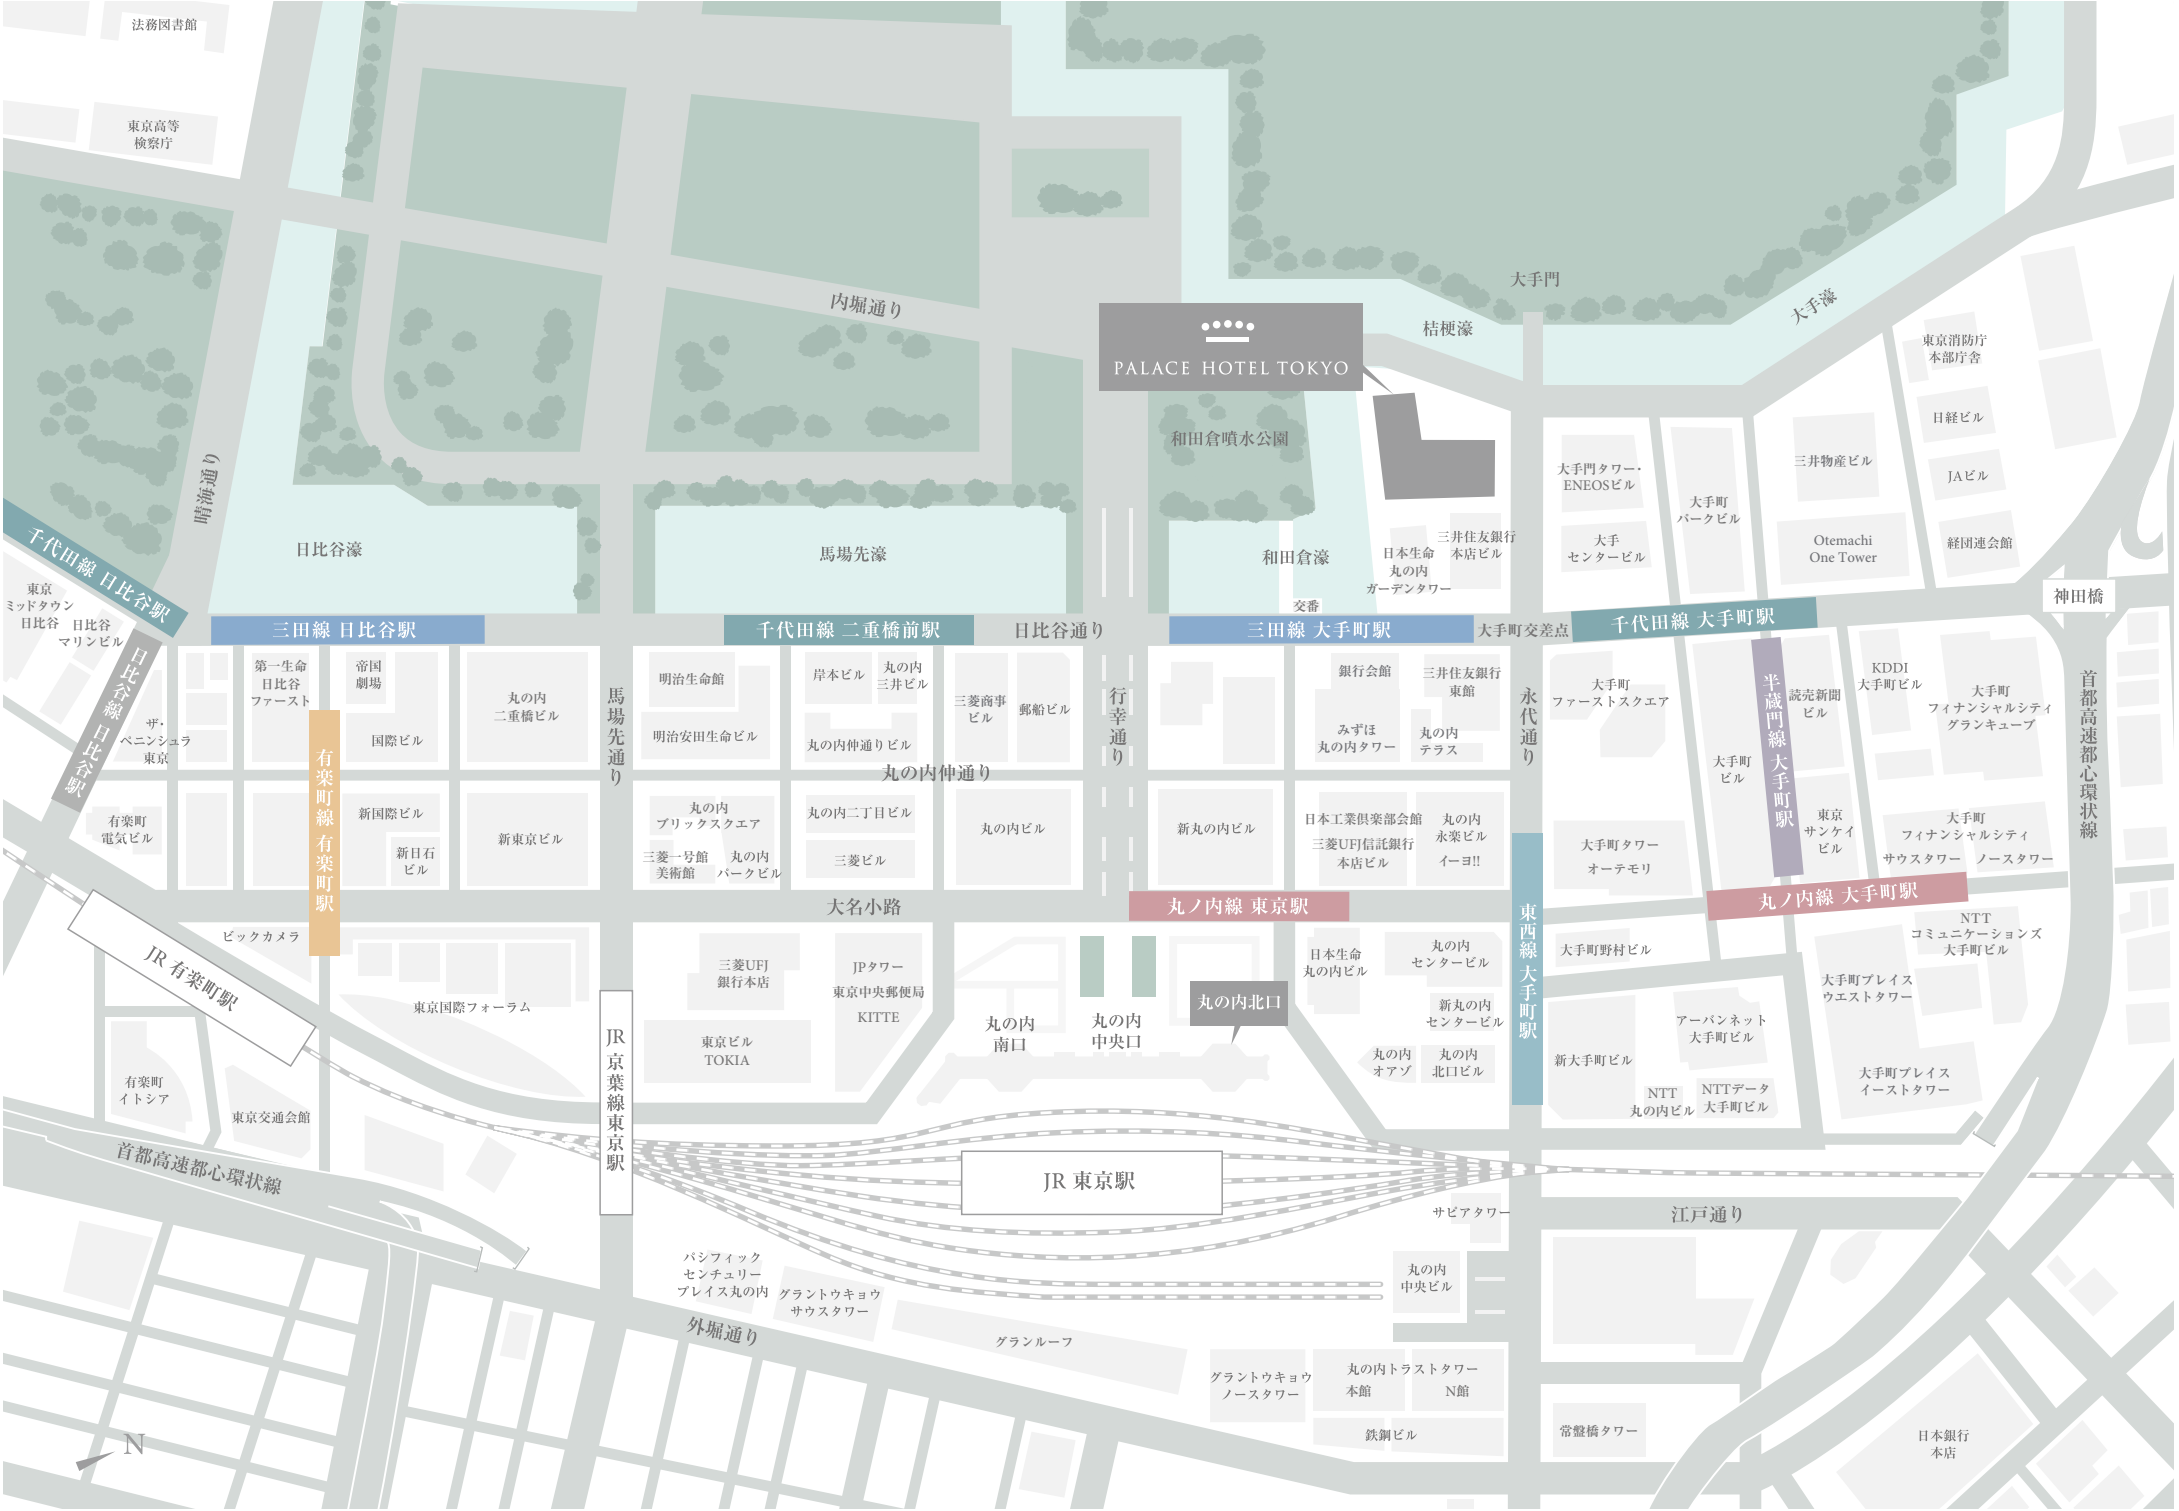 法務図書館
東京高等
検察庁
内堀通り
大手門
桔梗濠
大手濠
PALACE HOTEL TOKYO
東京消防庁
本部庁舎
日経ビル
JAビル
経団連会館
三井物産ビル
Otemachi
One Tower
大手町
パークビル
大手門タワー・
ENEOSビル
大手
センタービル
和田倉噴水公園
和田倉濠
交番
日本生命
丸の内
ガーデンタワー
三井住友銀行
本店ビル
晴海通り
日比谷濠
馬場先濠
千代田線 日比谷駅
三田線 日比谷駅
千代田線 二重橋前駅
日比谷通り
三田線 大手町駅
大手町交差点
千代田線 大手町駅
神田橋
東京
ミッドタウン
日比谷
日比谷
マリンビル
日比谷線 日比谷駅
ザ・
ペニンシュラ
東京
第一生命
日比谷
ファースト
帝国
劇場
国際ビル
丸の内
二重橋ビル
馬場先通り
明治生命館
明治安田生命ビル
岸本ビル
丸の内
三井ビル
丸の内仲通りビル
三菱商事
ビル
郵船ビル
行幸通り
銀行会館
三井住友銀行
東館
みずほ
丸の内タワー
丸の内
テラス
永代通り
大手町
ファーストスクエア
大手町
ビル
半蔵門線 大手町駅
読売新聞
ビル
KDDI
大手町ビル
大手町
フィナンシャルシティ
グランキューブ
首都高速都心環状線
丸の内仲通り
有楽町線 有楽町駅
有楽町
電気ビル
新国際ビル
新日石
ビル
新東京ビル
丸の内
ブリックスクエア
三菱一号館
美術館
丸の内
パークビル
丸の内二丁目ビル
三菱ビル
丸の内ビル
新丸の内ビル
日本工業倶楽部会館
三菱UFJ信託銀行
本店ビル
丸の内
永楽ビル
イーヨ!!
大手町タワー
オーテモリ
東京
サンケイ
ビル
大手町
フィナンシャルシティ
サウスタワー
ノースタワー
大名小路
丸ノ内線 東京駅
東西線 大手町駅
丸ノ内線 大手町駅
ビックカメラ
JR 有楽町駅
東京国際フォーラム
JR 京葉線東京駅
三菱UFJ
銀行本店
東京ビル
TOKIA
JPタワー
東京中央郵便局
KITTE
丸の内
南口
丸の内
中央口
丸の内北口
日本生命
丸の内ビル
丸の内
センタービル
新丸の内
センタービル
丸の内
オアゾ
丸の内
北口ビル
大手町野村ビル
新大手町ビル
アーバンネット
大手町ビル
NTT
丸の内ビル
NTTデータ
大手町ビル
NTT
コミュニケーションズ
大手町ビル
大手町プレイス
ウエストタワー
大手町プレイス
イーストタワー
有楽町
イトシア
東京交通会館
首都高速都心環状線
JR 東京駅
サピアタワー
江戸通り
丸の内
中央ビル
パシフィック
センチュリー
プレイス丸の内
グラントウキョウ
サウスタワー
外堀通り
グランルーフ
グラントウキョウ
ノースタワー
丸の内トラストタワー
本館
N館
鉄鋼ビル
常盤橋タワー
日本銀行
本店
N